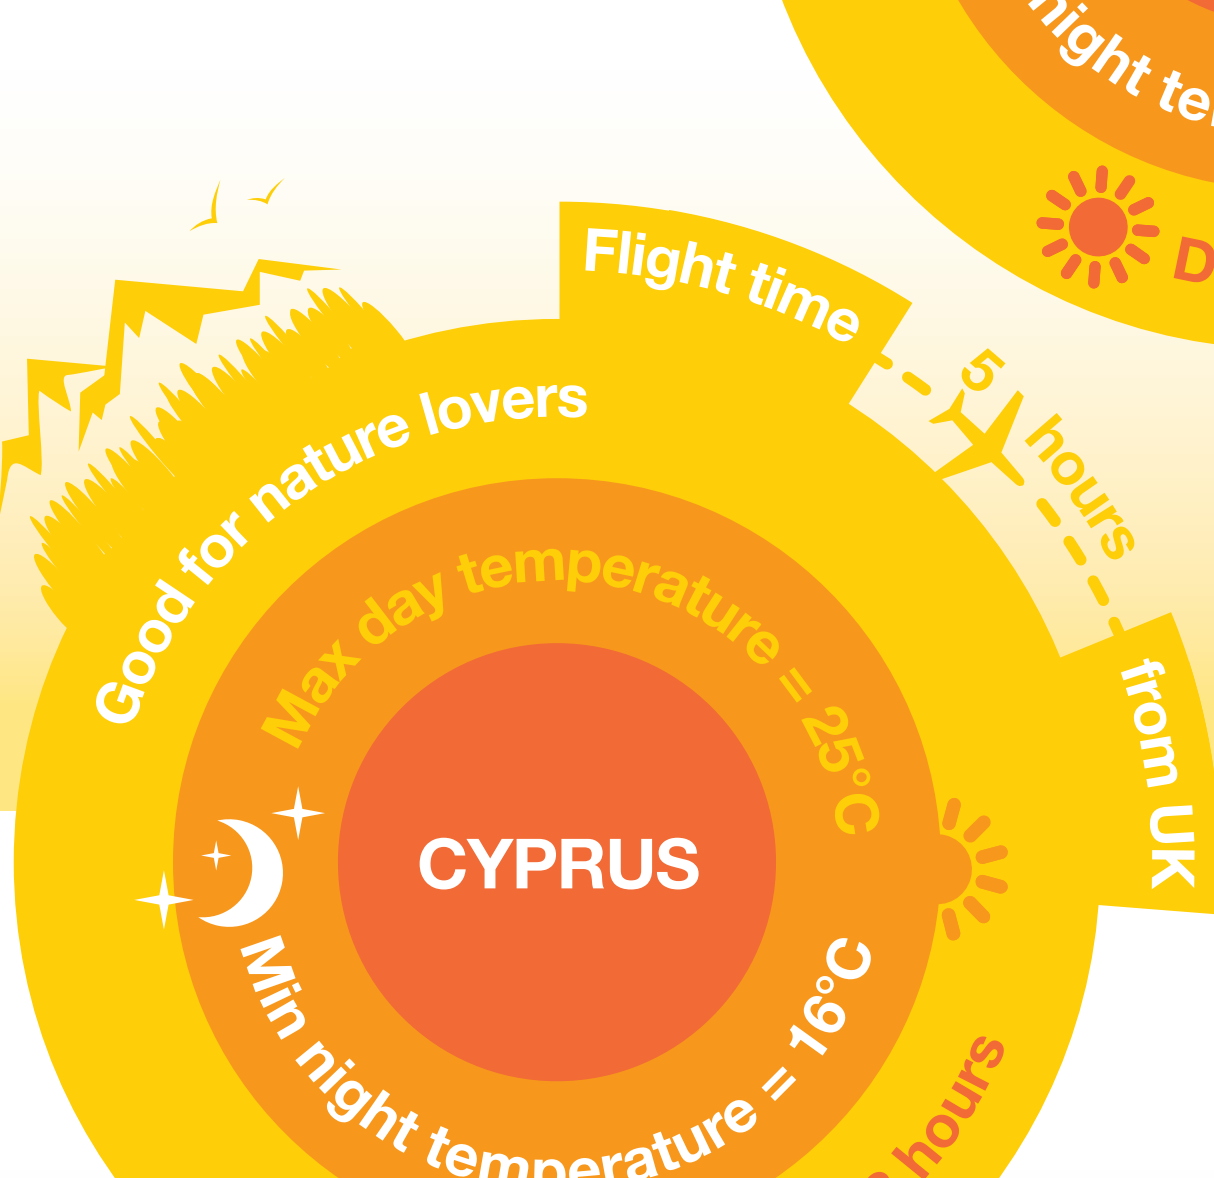 night
D
Flight time
5 hours
from UK
Good for nature lovers
Max day temperature = 25°C
CYPRUS
Min night temperature = 16°C
hours